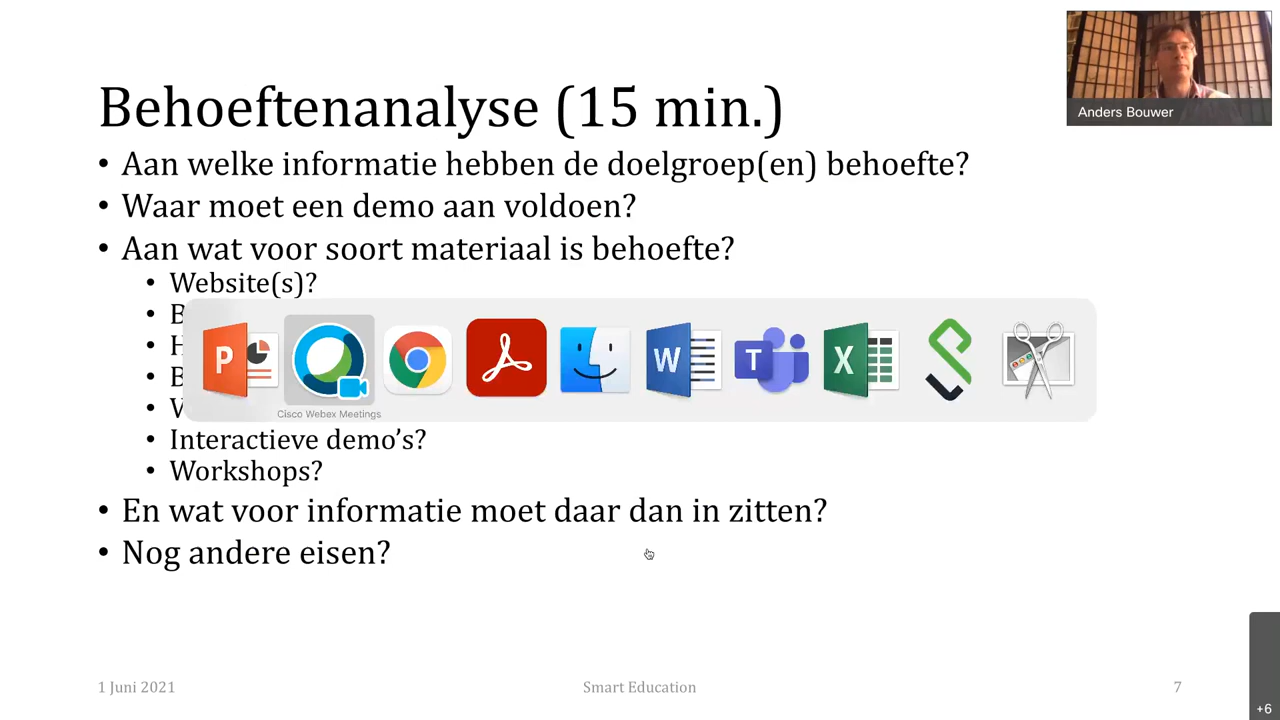 Anders Bouwer
Behoeftenanalyse (15 min.)
• Aan welke informatie hebben de doelgroep(en) behoefte?
• Waar moet een demo aan voldoen?
• Aan wat voor soort materiaal is behoefte?
• Website(s)?
Cisco Webex Meetings
• Interactieve demo’s?
• Workshops?
• En wat voor informatie moet daar dan in zitten?
• Nog andere eisen?
1 Juni 2021
Smart Education
7
+6